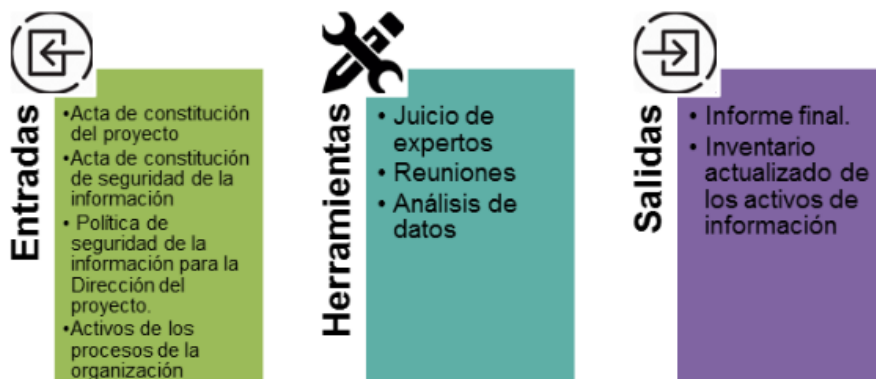 Entradas
•Acta de constitución
del proyecto
•Acta de constitución
de seguridad de la
información
• Política de
seguridad de la
información para la
Dirección del
proyecto.
•Activos de los
procesos de la
organización
Herramientas
• Juicio de
expertos
• Reuniones
• Análisis de
datos
Salidas
• Informe final.
• Inventario
actualizado de
los activos de
información